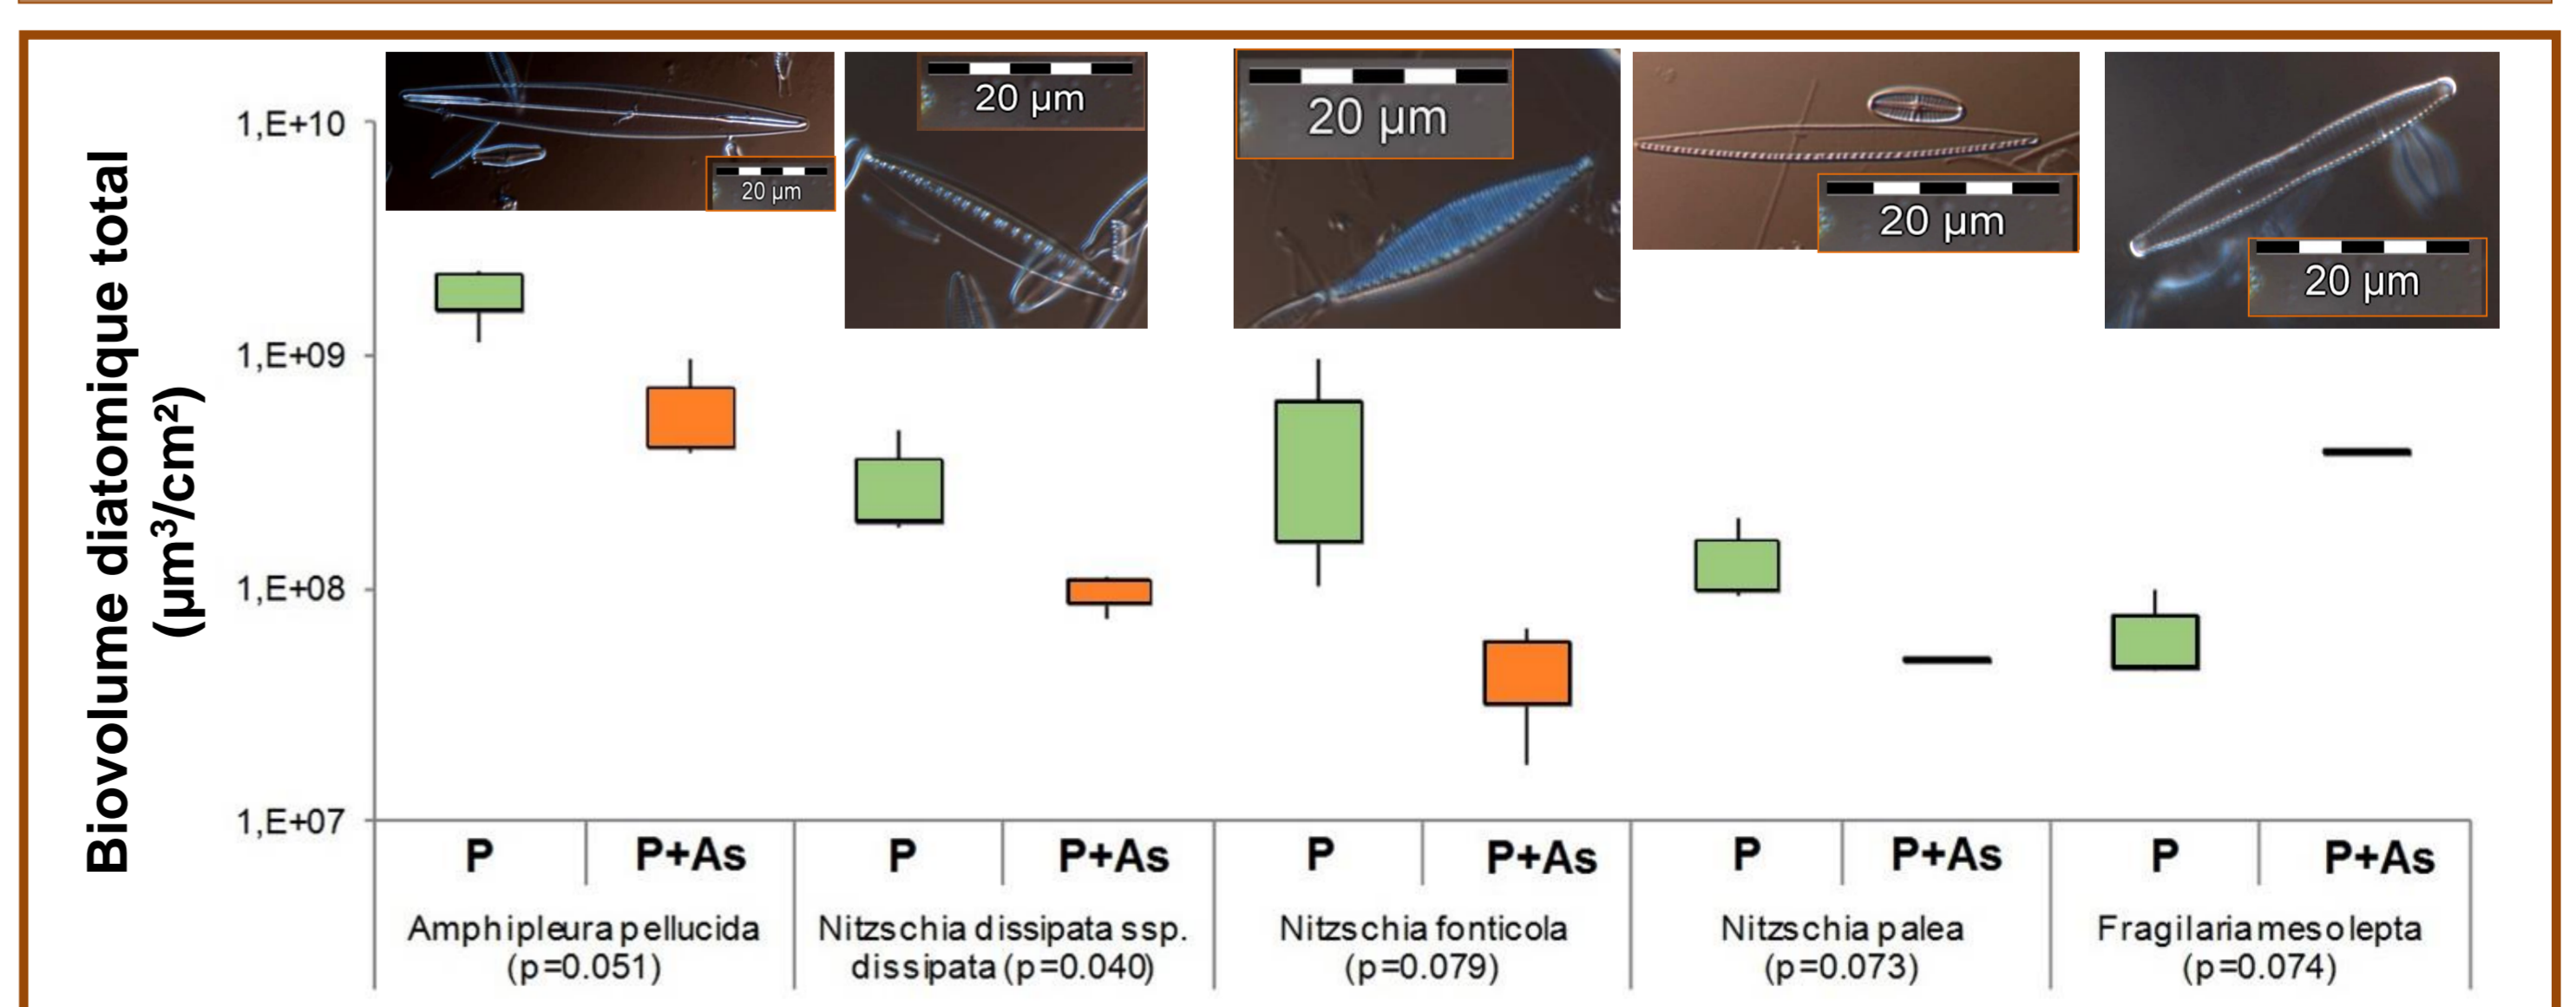 Biovolume diatomique total
(µm³/cm²)
1,E+10
1,E+09
1,E+08
1,E+07
20 µm
20 µm
20 µm
20 µm
20 µm
P
P+As
P
P+As
P
P+As
P
P+As
P
P+As
Amphipleura pellucida
(p=0.051)
Nitzschia dissipata ssp.
dissipata (p=0.040)
Nitzschia fonticola
(p=0.079)
Nitzschia palea
(p=0.073)
Fragilaria mesolepta
(p=0.074)